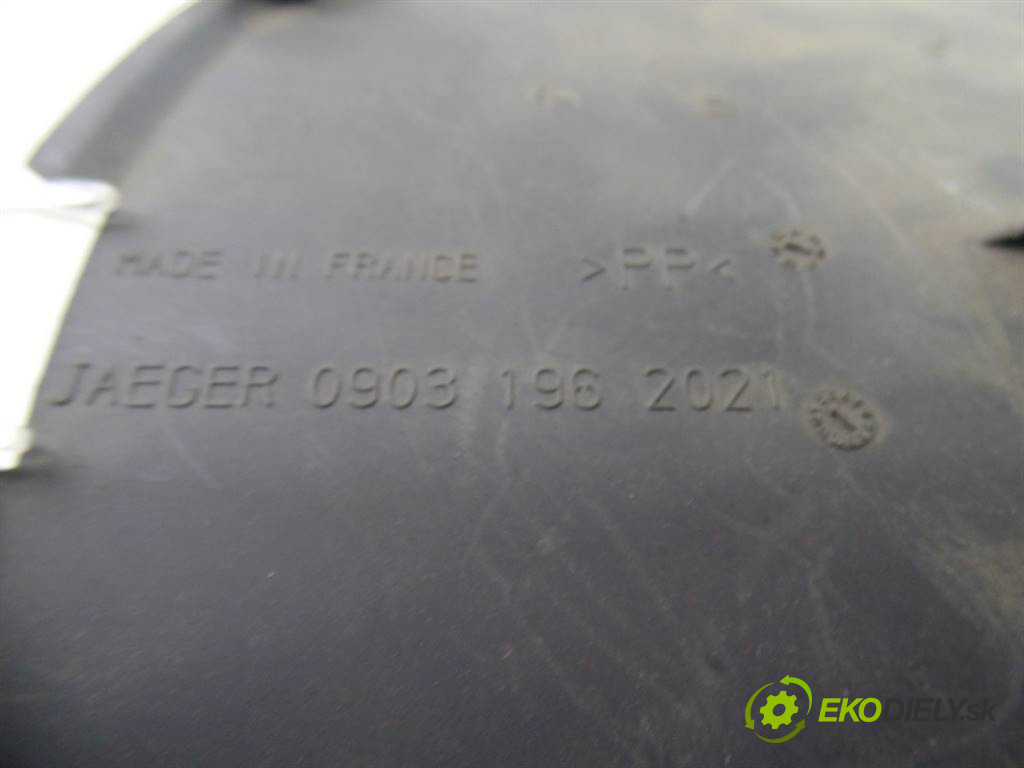 MADE IN FRANCE >PP<
JAEGER 0903 196 2021
EKODIELY.sk